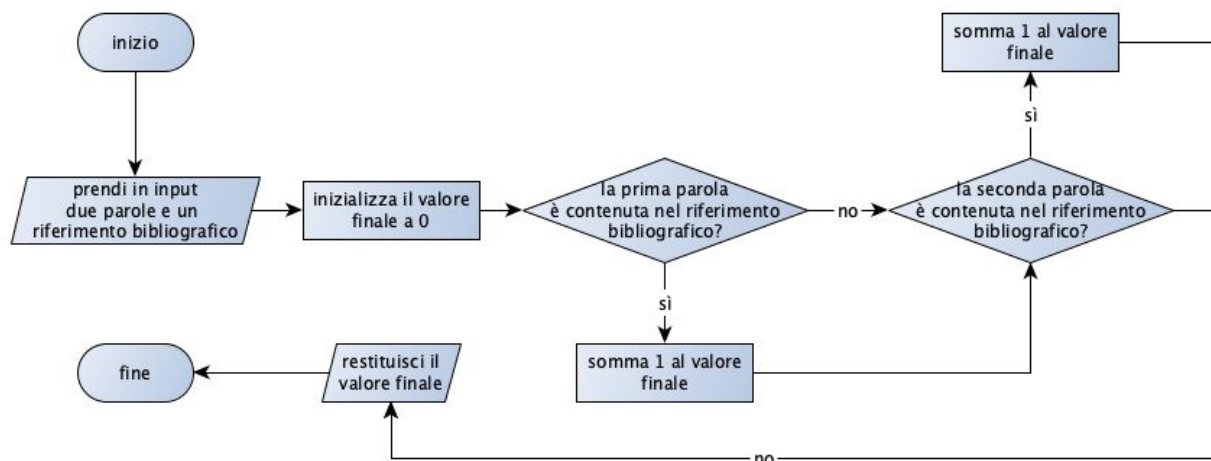 inizio
prendi in input
due parole e un
riferimento bibliografico
inizializza il valore
finale a 0
la prima parola
è contenuta nel riferimento
bibliografico?
no
la seconda parola
è contenuta nel riferimento
bibliografico?
sì
somma 1 al valore
finale
sì
somma 1 al valore
finale
no
restituisci il
valore finale
fine